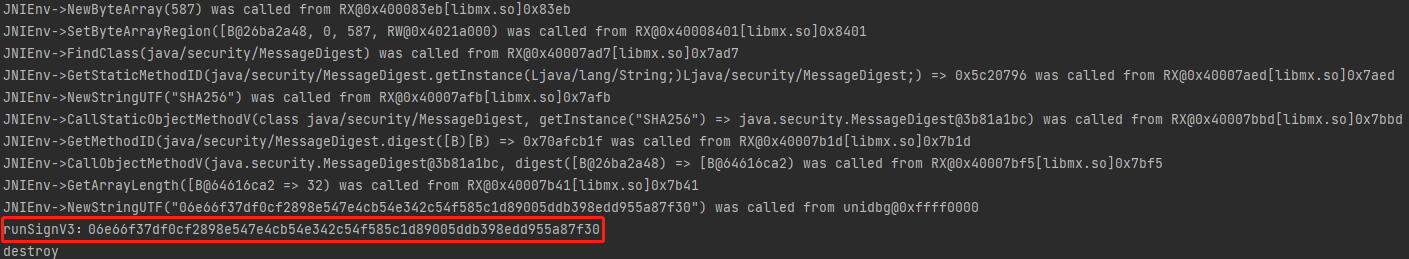 JNIEnv->NewByteArray(587) was called from RX@0x400083eb[libmx.so]0x83eb
JNIEnv->SetByteArrayRegion([B@26ba2a48, 0, 587, RW@0x4021a000) was called from RX@0x40008401[libmx.so]0x8401
JNIEnv->FindClass(java/security/MessageDigest) was called from RX@0x40007ad7[libmx.so]0x7ad7
JNIEnv->GetStaticMethodID(java/security/MessageDigest.getInstance(Ljava/lang/String;)Ljava/security/MessageDigest;) => 0x5c20796 was called from RX@0x40007aed[libmx.so]0x7aed
JNIEnv->NewStringUTF("SHA256") was called from RX@0x40007afb[libmx.so]0x7afb
JNIEnv->CallStaticObjectMethodV(class java/security/MessageDigest, getInstance("SHA256") => java.security.MessageDigest@3b81a1bc) was called from RX@0x40007bbd[libmx.so]0x7bbd
JNIEnv->GetMethodID(java/security/MessageDigest.digest([B)[B) => 0x70afcb1f was called from RX@0x40007b1d[libmx.so]0x7b1d
JNIEnv->CallObjectMethodV(java.security.MessageDigest@3b81a1bc, digest([B@26ba2a48) => [B@64616ca2) was called from RX@0x40007bf5[libmx.so]0x7bf5
JNIEnv->GetArrayLength([B@64616ca2 => 32) was called from RX@0x40007b41[libmx.so]0x7b41
JNIEnv->NewStringUTF("06e66f37df0cf2898e547e4cb54e342c54f585c1d89005ddb398edd955a87f30") was called from unidbg@0xffff0000
runSignV3：06e66f37df0cf2898e547e4cb54e342c54f585c1d89005ddb398edd955a87f30
destroy